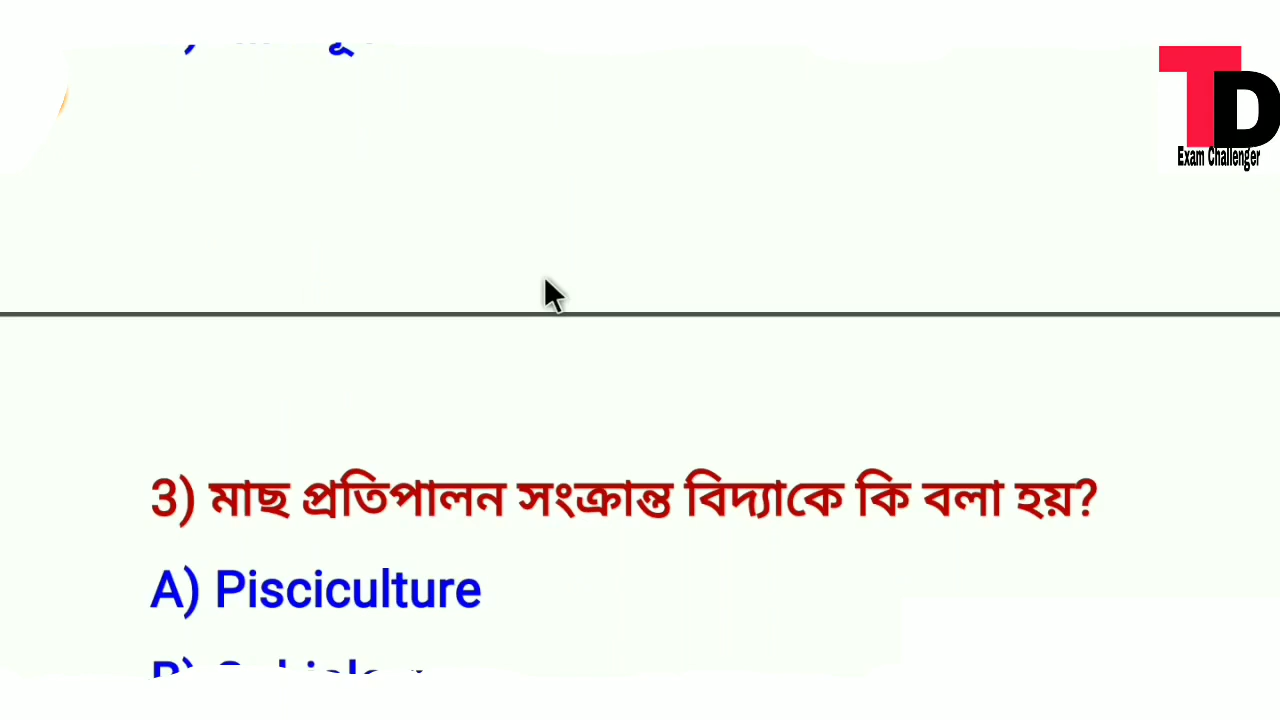 TD
Exam Challenger
3) মাছ প্রতিপালন সংক্রান্ত বিদ্যাকে কি বলা হয়?
A) Pisciculture